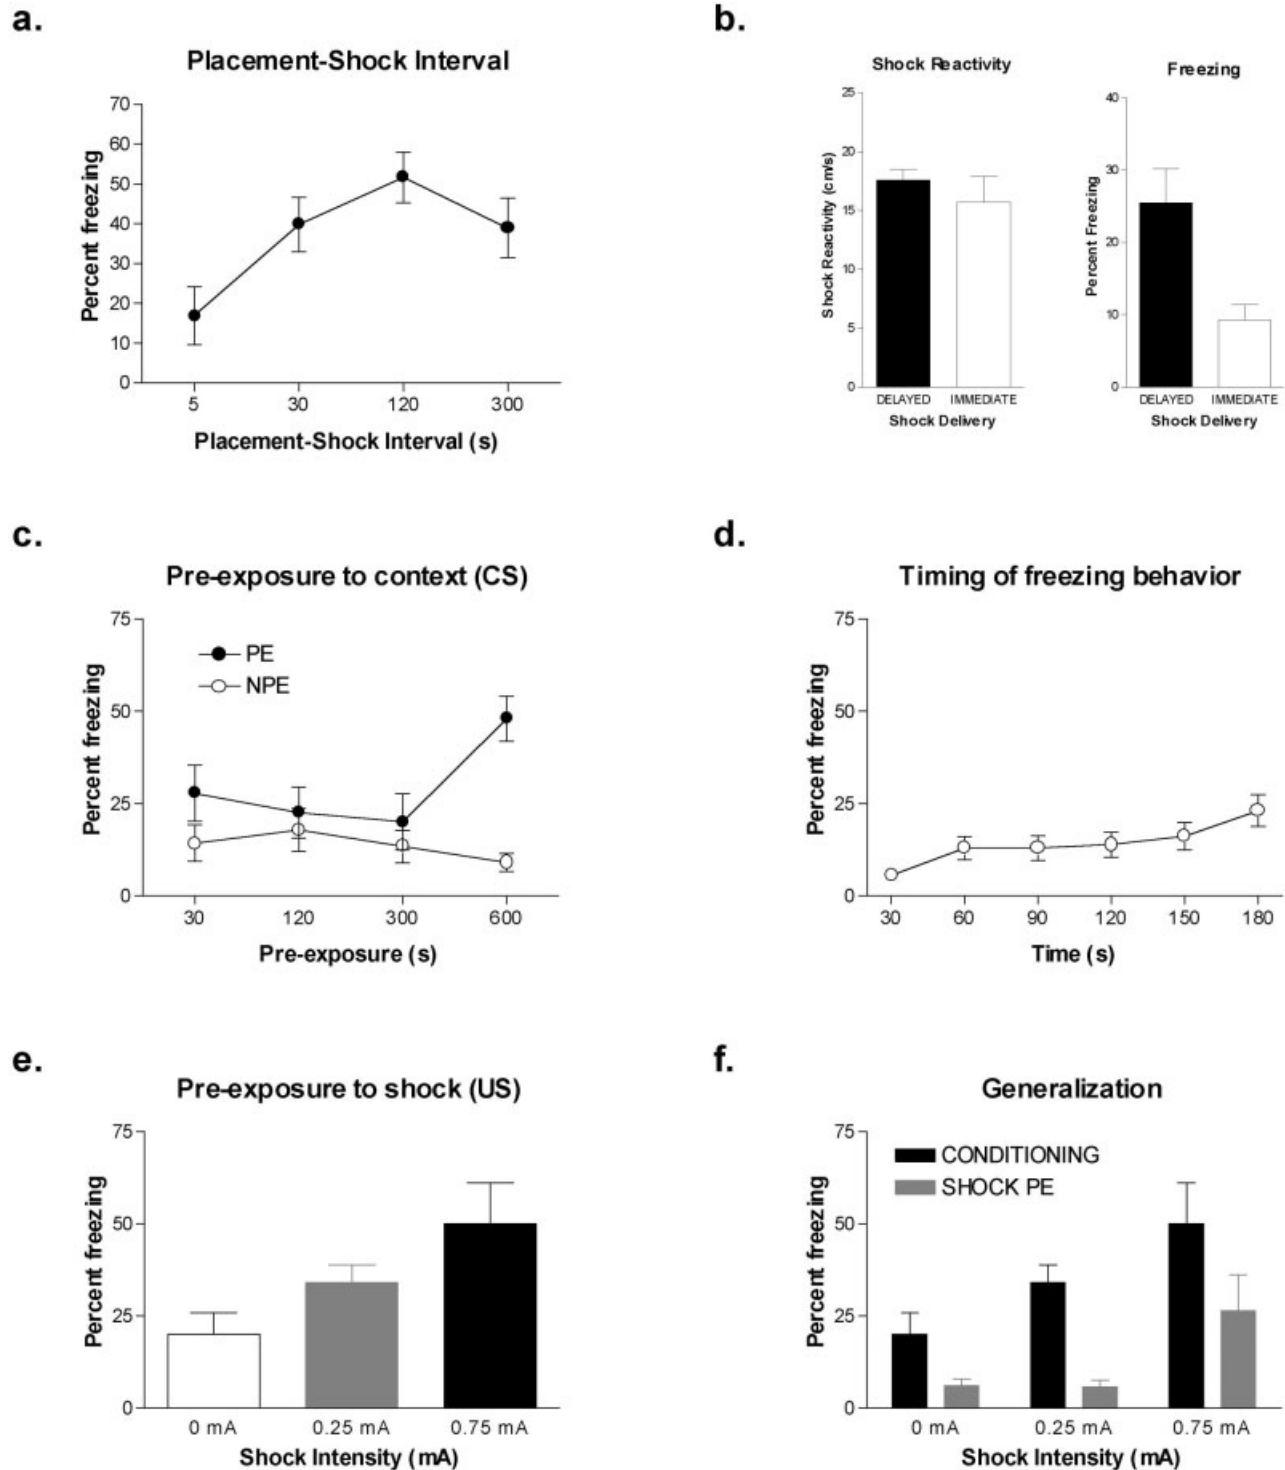 a.
Placement-Shock Interval
Percent freezing
70
60
50
40
30
20
10
0
5 30 120 300
Placement-Shock Interval (s)
b.
Shock Reactivity
Shock Reactivity (cm/s)
25
20
15
10
5
0
DELAYED IMMEDIATE
Shock Delivery
Freezing
Percent Freezing
40
30
20
10
0
DELAYED IMMEDIATE
Shock Delivery
c.
Pre-exposure to context (CS)
Percent freezing
75
50
25
0
PE
NPE
30 120 300 600
Pre-exposure (s)
d.
Timing of freezing behavior
Percent freezing
75
50
25
0
30 60 90 120 150 180
Time (s)
e.
Pre-exposure to shock (US)
Percent freezing
75
50
25
0
0 mA 0.25 mA 0.75 mA
Shock Intensity (mA)
f.
Generalization
Percent freezing
75
50
25
0
CONDITIONING
SHOCK PE
0 mA 0.25 mA 0.75 mA
Shock Intensity (mA)